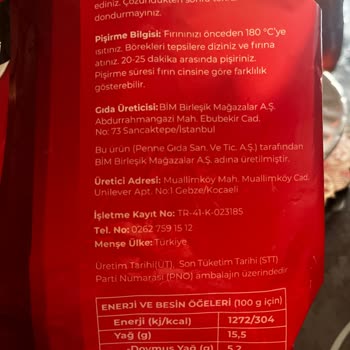 ediniz. Çözündükten sonra tekrar
dondurmayınız.
Pişirme Bilgisi: Fırınınızı önceden 180 °C'ye
ısıtınız. Börekleri tepsilere diziniz ve fırına
atınız. 20-25 dakika arasında pişiriniz.
Pişirme süresi fırın cinsine göre farklılık
gösterebilir.
Gıda Üreticisi: BİM Birleşik Mağazalar A.Ş.
Abdurrahmangazi Mah. Ebubekir Cad.
No: 73 Sancaktepe/İstanbul
Bu ürün (Penne Gıda San. Ve Tic. A.Ş.) tarafından
BİM Birleşik Mağazalar A.Ş. adına üretilmiştir.
Üretici Adresi: Muallimköy Mah. Muallimköy Cad.
Unilever Apt. No:1 Gebze/Kocaeli
İşletme Kayıt No: TR-41-K-023185
Tel. No: 0262 759 15 12
Menşe Ülke: Türkiye
Üretim Tarihi(ÜT), Son Tüketim Tarihi (STT)
Parti Numarası (PNO) ambalajın üzerindedir
ENERJİ VE BESİN ÖĞELERİ (100 g için)
Enerji (kj/kcal) 1272/304
Yağ (g) 15,5
-Doymuş Yağ (g) 5,2